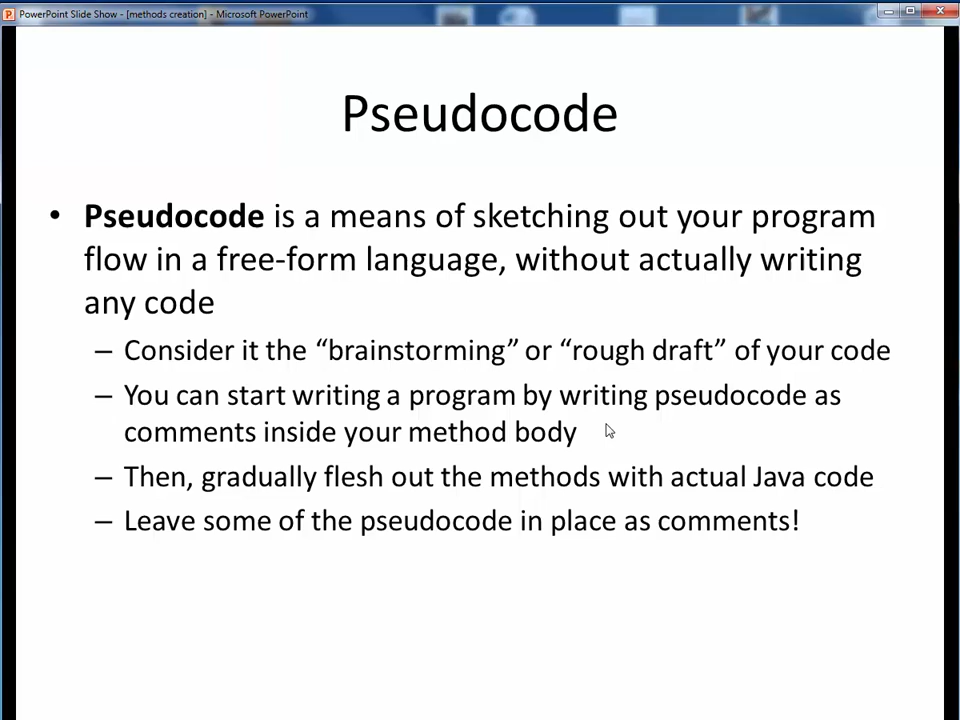 PowerPoint Slide Show - [methods creation] - Microsoft PowerPoint
Pseudocode
• Pseudocode is a means of sketching out your program
flow in a free-form language, without actually writing
any code
– Consider it the “brainstorming” or “rough draft” of your code
– You can start writing a program by writing pseudocode as
comments inside your method body
– Then, gradually flesh out the methods with actual Java code
– Leave some of the pseudocode in place as comments!